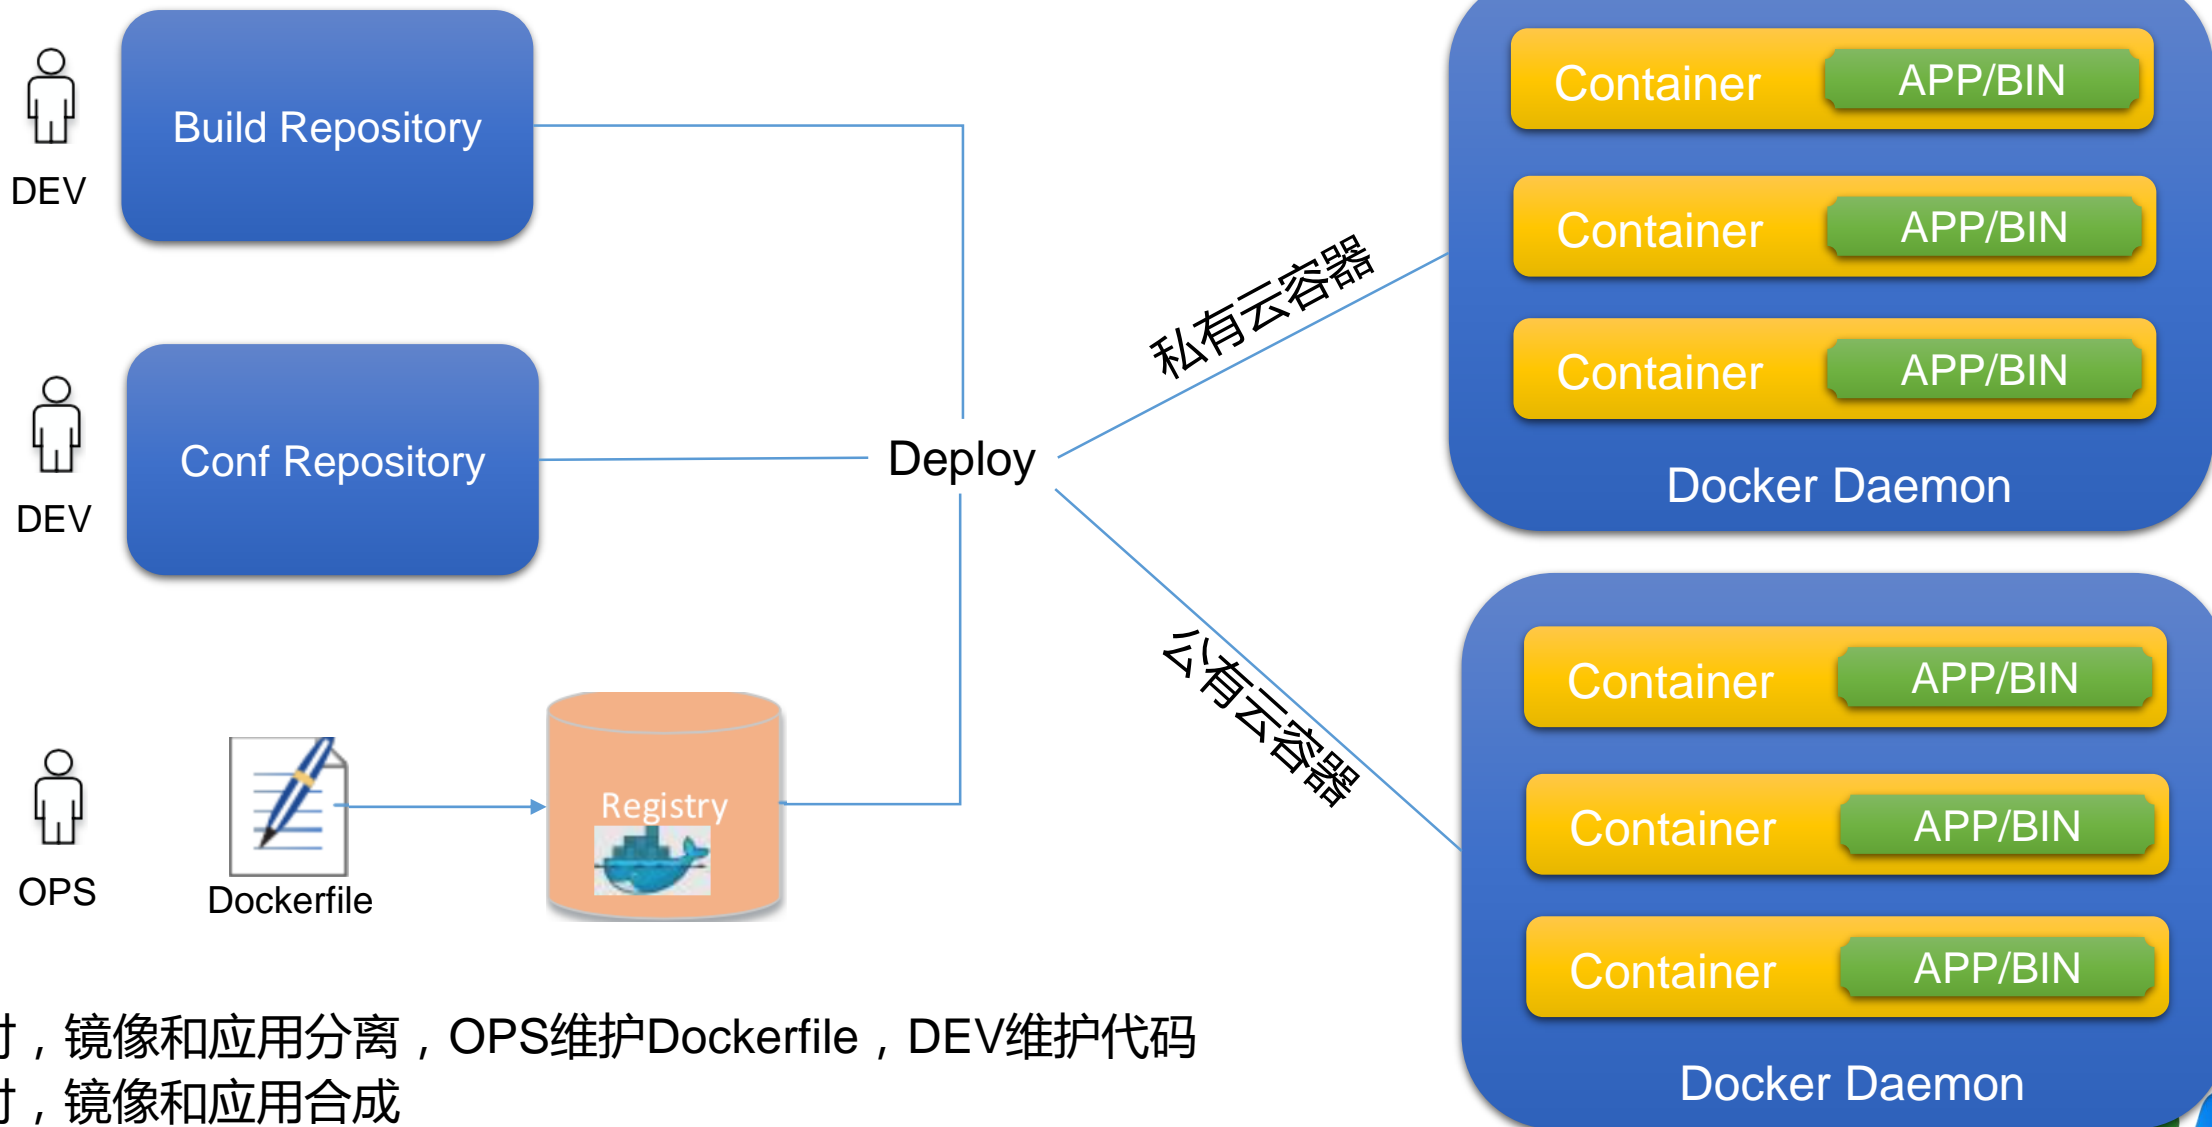 Build Repository
DEV
Conf Repository
DEV
OPS
Dockerfile
Registry
Deploy
私有云容器
公有云容器
Container APP/BIN
Container APP/BIN
Container APP/BIN
Docker Daemon
Container APP/BIN
Container APP/BIN
Container APP/BIN
Docker Daemon
时，镜像和应用分离，OPS维护Dockerfile，DEV维护代码
时，镜像和应用合成